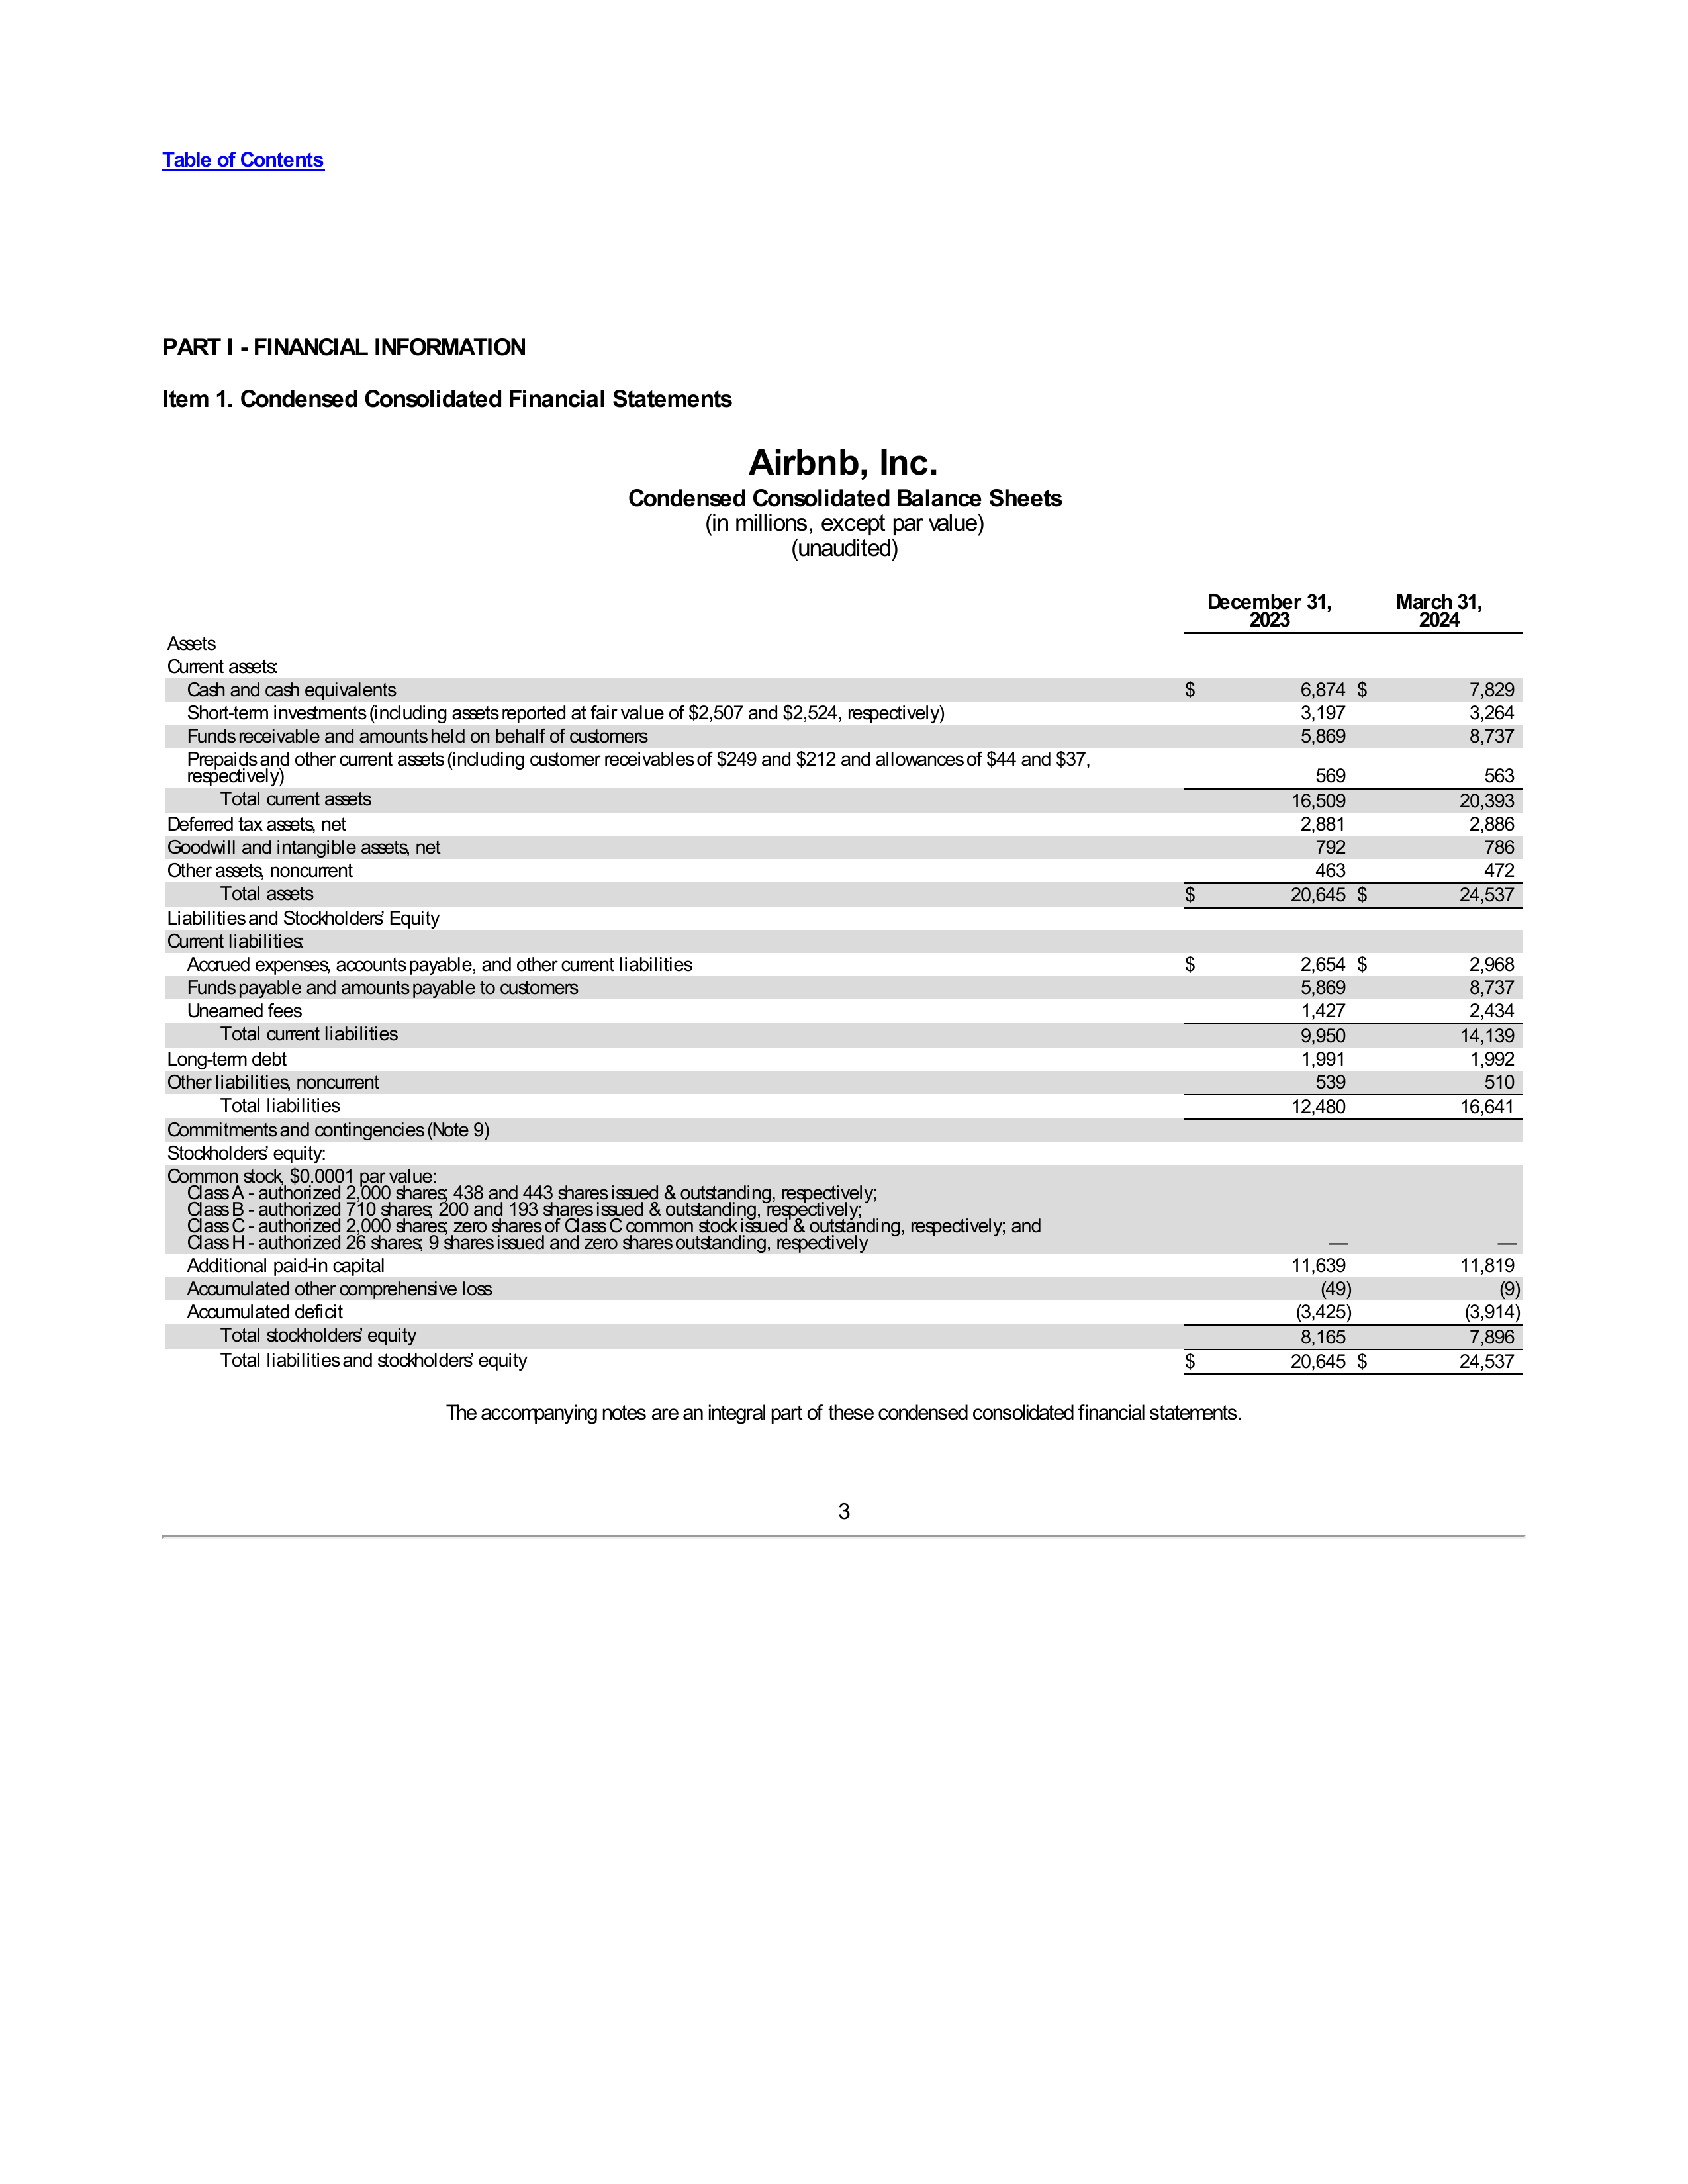 Table of Contents
PART I - FINANCIAL INFORMATION
Item 1. Condensed Consolidated Financial Statements
Airbnb, Inc.
Condensed Consolidated Balance Sheets
(in millions, except par value)
(unaudited)
December 31, 2023 March 31, 2024
Assets
Current assets:
Cash and cash equivalents $ 6,874 $ 7,829
Short-term investments (including assets reported at fair value of $2,507 and $2,524, respectively) 3,197 3,264
Funds receivable and amounts held on behalf of customers 5,869 8,737
Prepaids and other current assets (including customer receivables of $249 and $212 and allowances of $44 and $37,
respectively) 569 563
Total current assets 16,509 20,393
Deferred tax assets, net 2,881 2,886
Goodwill and intangible assets, net 792 786
Other assets, noncurrent 463 472
Total assets $ 20,645 $ 24,537
Liabilities and Stockholders’ Equity
Current liabilities:
Accrued expenses, accounts payable, and other current liabilities $ 2,654 $ 2,968
Funds payable and amounts payable to customers 5,869 8,737
Unearned fees 1,427 2,434
Total current liabilities 9,950 14,139
Long-term debt 1,991 1,992
Other liabilities, noncurrent 539 510
Total liabilities 12,480 16,641
Commitments and contingencies (Note 9)
Stockholders’ equity:
Common stock, $0.0001 par value:
Class A - authorized 2,000 shares; 438 and 443 shares issued & outstanding, respectively;
Class B - authorized 710 shares; 200 and 193 shares issued & outstanding, respectively;
Class C - authorized 2,000 shares; zero shares of Class C common stock issued & outstanding, respectively; and
Class H - authorized 26 shares; 9 shares issued and zero shares outstanding, respectively — —
Additional paid-in capital 11,639 11,819
Accumulated other comprehensive loss (49) (9)
Accumulated deficit (3,425) (3,914)
Total stockholders’ equity 8,165 7,896
Total liabilities and stockholders’ equity $ 20,645 $ 24,537
The accompanying notes are an integral part of these condensed consolidated financial statements.
3